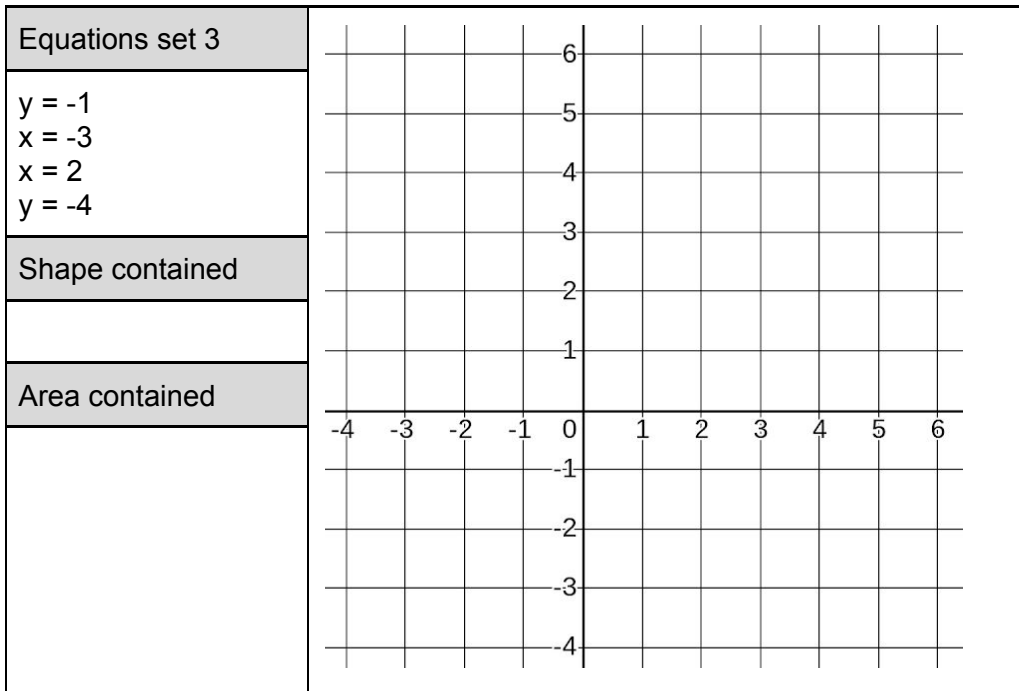 Equations set 3
y = -1
x = -3
x = 2
y = -4
Shape contained
Area contained
6
5
4
3
2
1
-4 -3 -2 -1 0 1 2 3 4 5 6
-1
-2
-3
-4